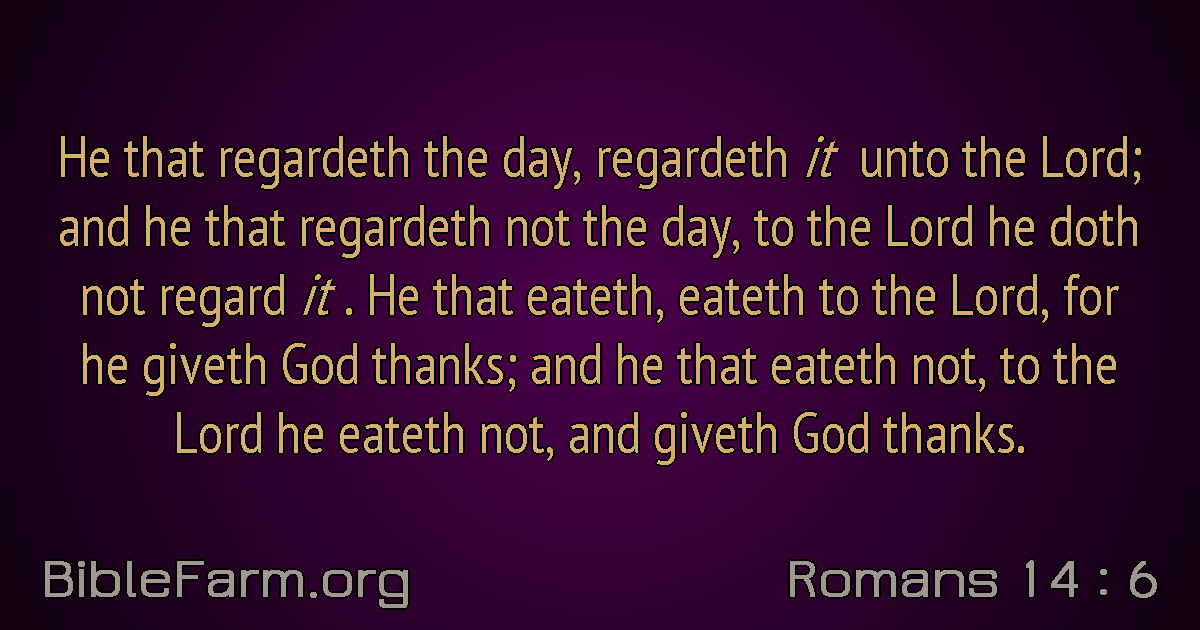 He that regardeth the day, regardeth it unto the Lord;
and he that regardeth not the day, to the Lord he doth
not regard it . He that eateth, eateth to the Lord, for
he giveth God thanks; and he that eateth not, to the
Lord he eateth not, and giveth God thanks.
BibleFarm.org
Romans 14 : 6